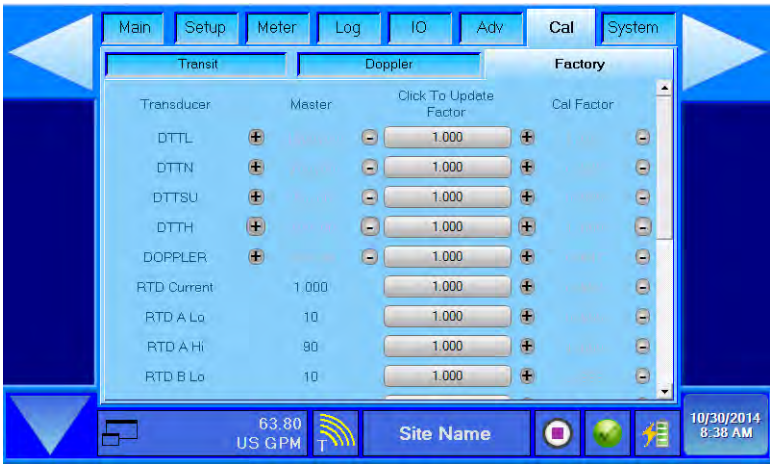 Main Setup Meter Log IO Adv Cal System
Transit Doppler Factory
Transducer Master Click To Update Factor Cal Factor
DTTL + - 1.000 + -
DTTN + - 1.000 + -
DTTSU + - 1.000 + -
DTTH + - 1.000 + -
DOPPLER + - 1.000 + -
RTD Current 1.000 1.000 + -
RTD A Lo 10 1.000 + -
RTD A Hi 90 1.000 + -
RTD B Lo 10 1.000 + -
63.80
US GPM
T
Site Name
10/30/2014
8:38 AM